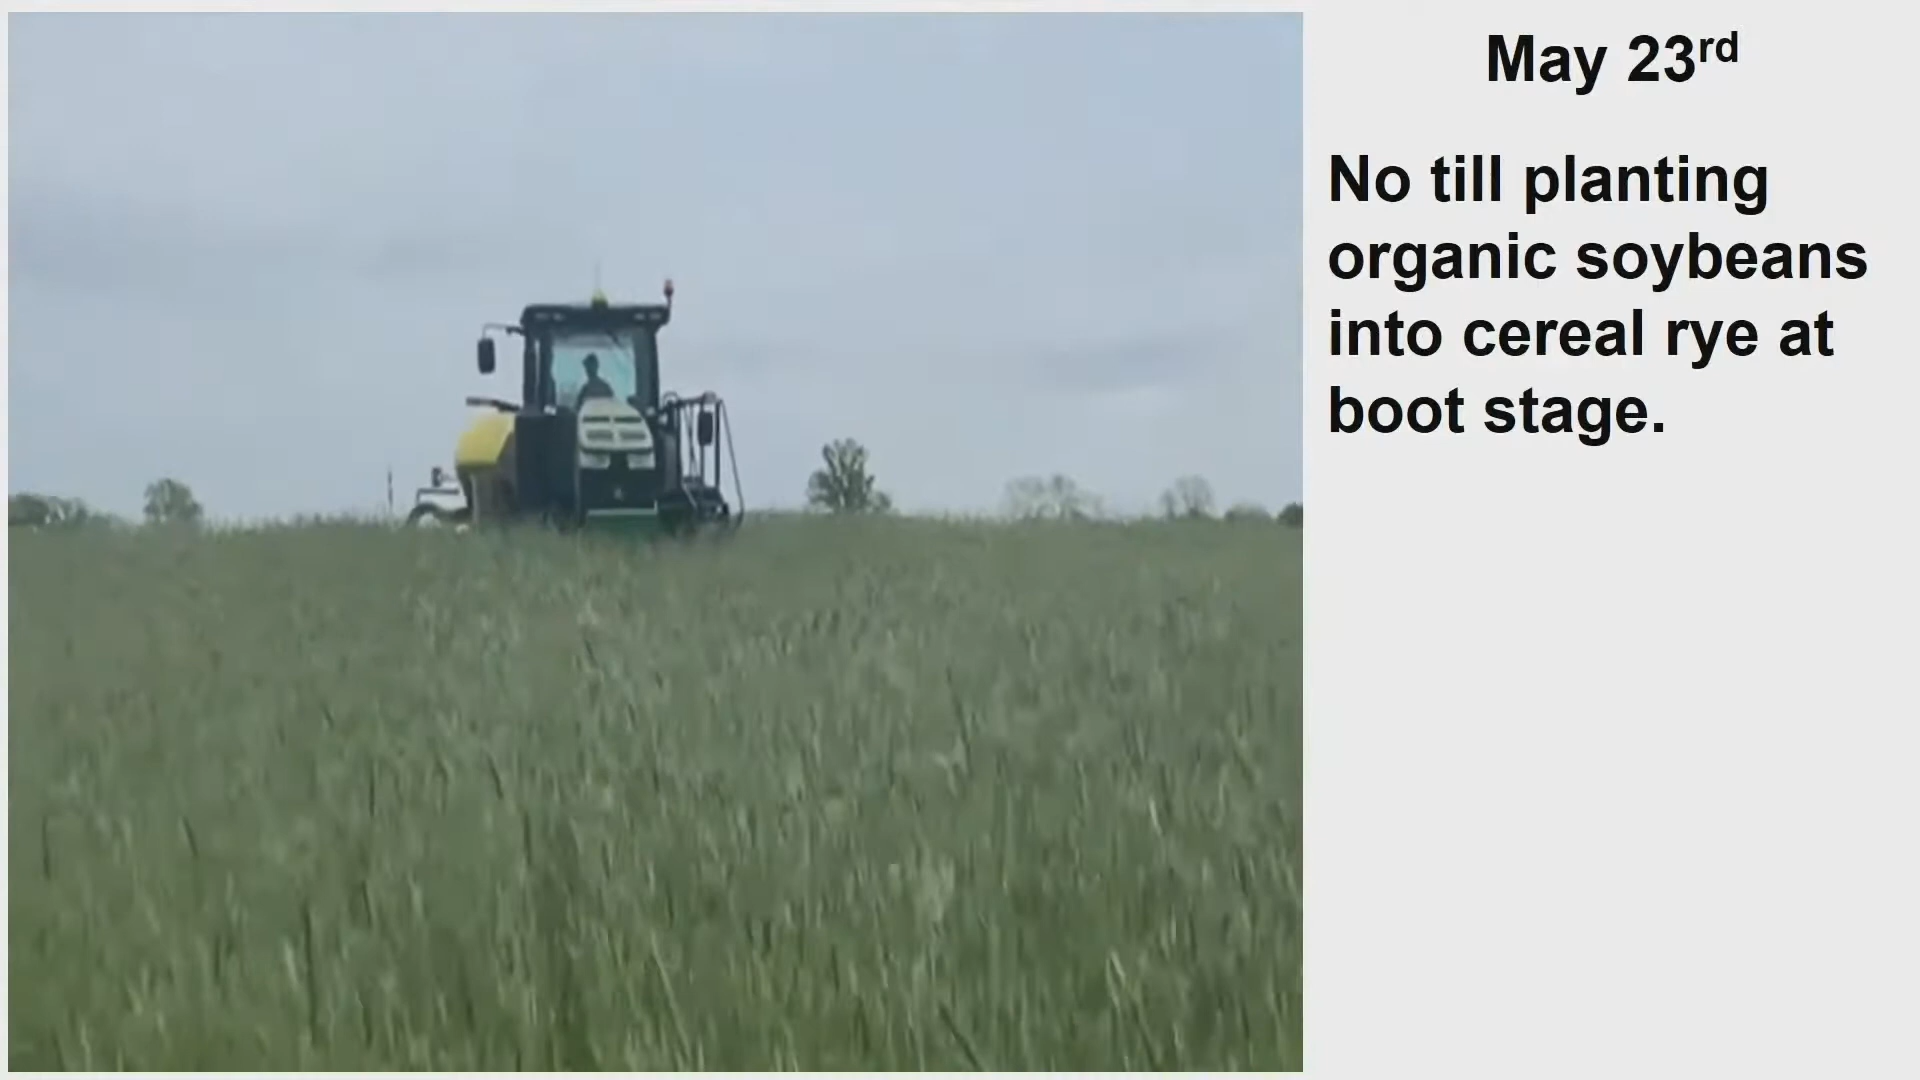 May 23rd
No till planting
organic soybeans
into cereal rye at
boot stage.